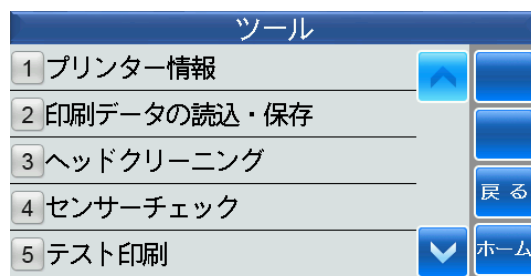 ツール
1 プリンター情報
2 印刷データの読込・保存
3 ヘッドクリーニング
4 センサーチェック
戻る
5 テスト印刷
ホーム